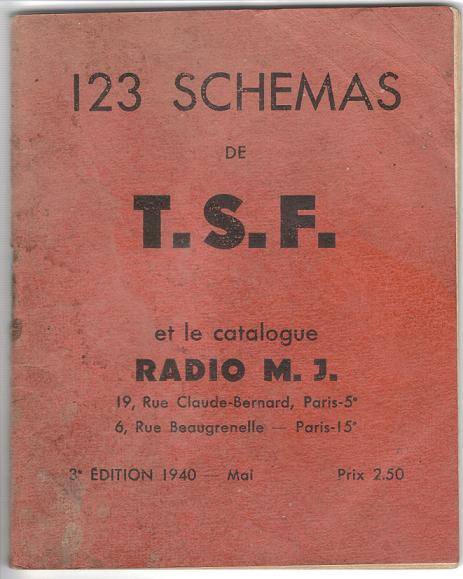 123 SCHEMAS
DE
T.S.F.
et le catalogue
RADIO M. J.
19, Rue Claude-Bernard, Paris-5e
6, Rue Beaugrenelle — Paris-15e
3e ÉDITION 1940 — Mai Prix 2.50